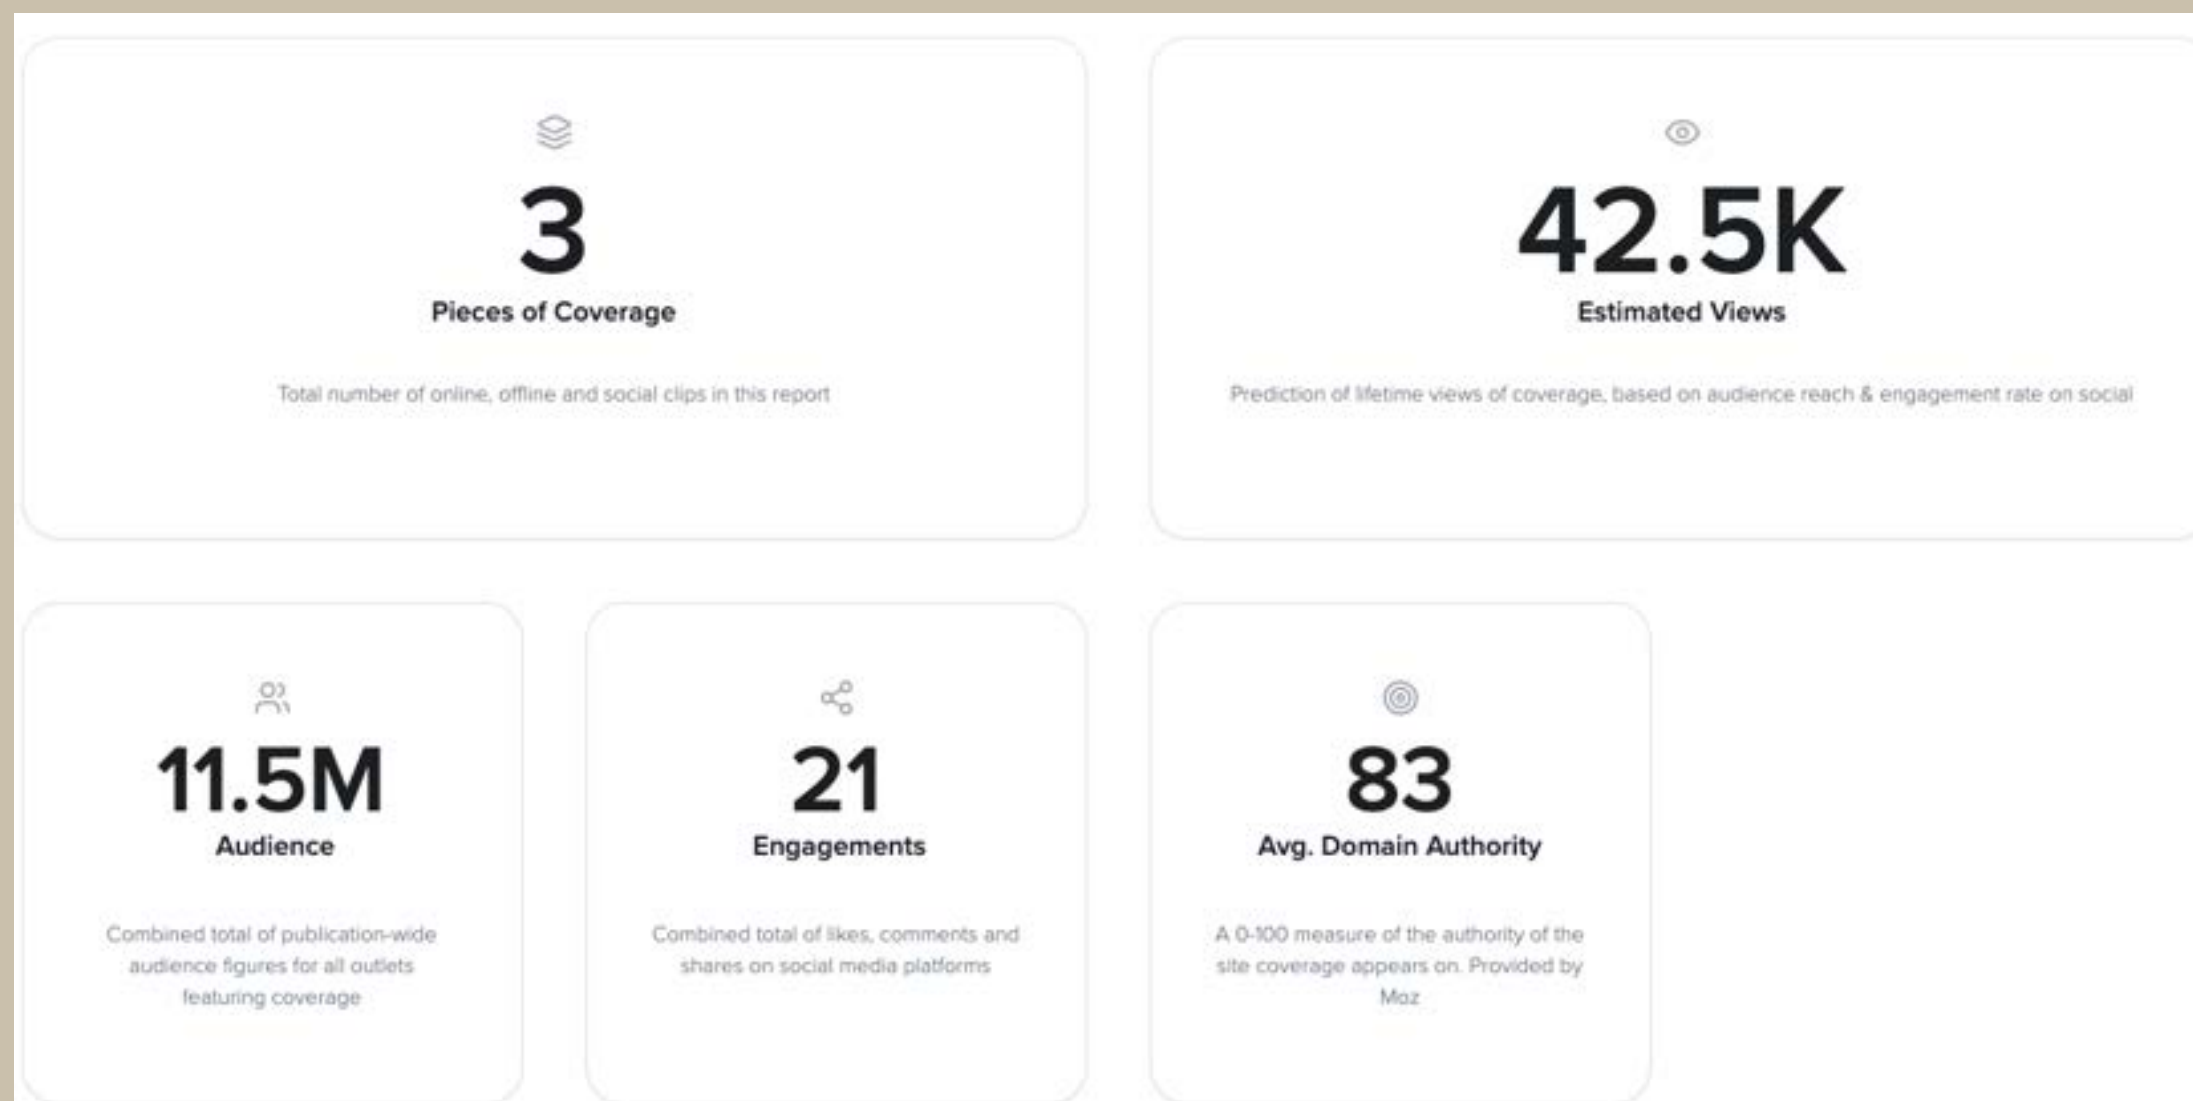 3
Pieces of Coverage
Total number of online, offline and social clips in this report
42.5K
Estimated Views
Prediction of lifetime views of coverage, based on audience reach & engagement rate on social
11.5M
Audience
Combined total of publication-wide
audience figures for all outlets
featuring coverage
21
Engagements
Combined total of likes, comments and
shares on social media platforms
83
Avg. Domain Authority
A 0-100 measure of the authority of the
site coverage appears on. Provided by
Moz